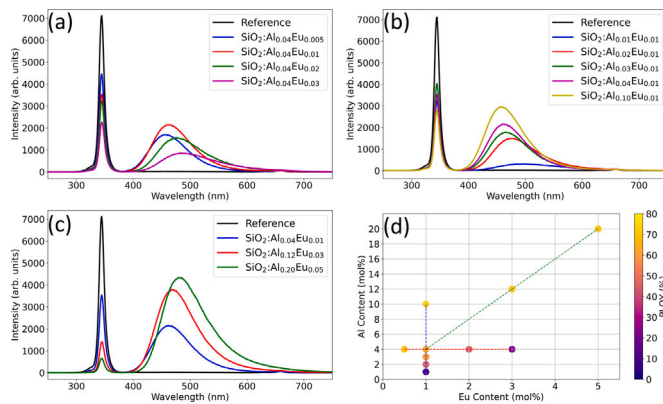 (a)
Reference
SiO₂:Al₀.₀₄Eu₀.₀₀₅
SiO₂:Al₀.₀₄Eu₀.₀₁
SiO₂:Al₀.₀₄Eu₀.₀₂
SiO₂:Al₀.₀₄Eu₀.₀₃
Intensity (arb. units)
7000
6000
5000
4000
3000
2000
1000
0
300 400 500 600 700
Wavelength (nm)
(b)
Reference
SiO₂:Al₀.₀₁Eu₀.₀₁
SiO₂:Al₀.₀₂Eu₀.₀₁
SiO₂:Al₀.₀₃Eu₀.₀₁
SiO₂:Al₀.₀₄Eu₀.₀₁
SiO₂:Al₀.₁₀Eu₀.₀₁
Intensity (arb. units)
7000
6000
5000
4000
3000
2000
1000
0
300 400 500 600 700
Wavelength (nm)
(c)
Reference
SiO₂:Al₀.₀₄Eu₀.₀₁
SiO₂:Al₀.₁₂Eu₀.₀₃
SiO₂:Al₀.₂₀Eu₀.₀₅
Intensity (arb. units)
7000
6000
5000
4000
3000
2000
1000
0
300 400 500 600 700
Wavelength (nm)
(d)
Al Content (mol%)
20
18
16
14
12
10
8
6
4
2
0
0 1 2 3 4 5
Eu Content (mol%)
80
70
60
50
40
30
20
10
0
PLQY (%)